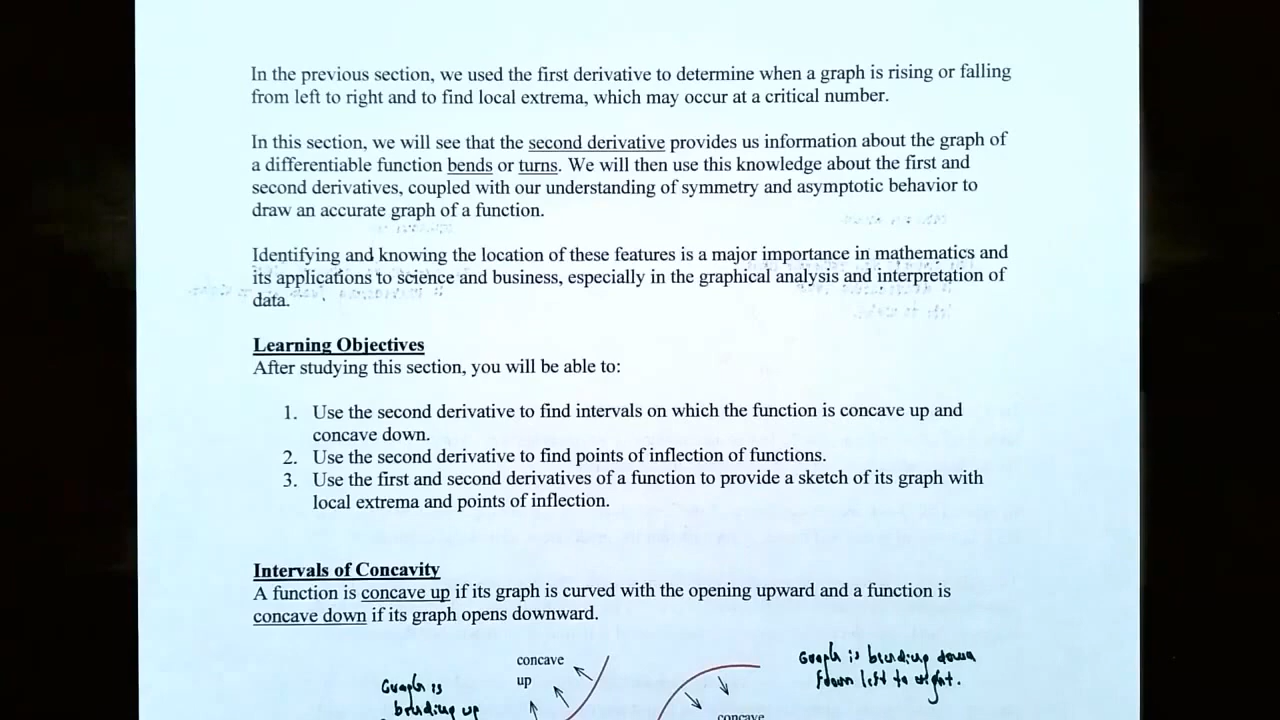 In the previous section, we used the first derivative to determine when a graph is rising or falling
from left to right and to find local extrema, which may occur at a critical number.
In this section, we will see that the second derivative provides us information about the graph of
a differentiable function bends or turns. We will then use this knowledge about the first and
second derivatives, coupled with our understanding of symmetry and asymptotic behavior to
draw an accurate graph of a function.
Identifying and knowing the location of these features is a major importance in mathematics and
its applications to science and business, especially in the graphical analysis and interpretation of
data.
Learning Objectives
After studying this section, you will be able to:
1. Use the second derivative to find intervals on which the function is concave up and
concave down.
2. Use the second derivative to find points of inflection of functions.
3. Use the first and second derivatives of a function to provide a sketch of its graph with
local extrema and points of inflection.
Intervals of Concavity
A function is concave up if its graph is curved with the opening upward and a function is
concave down if its graph opens downward.
Graph is
bending up
concave
up
concave
Graph is bending down
from left to right.